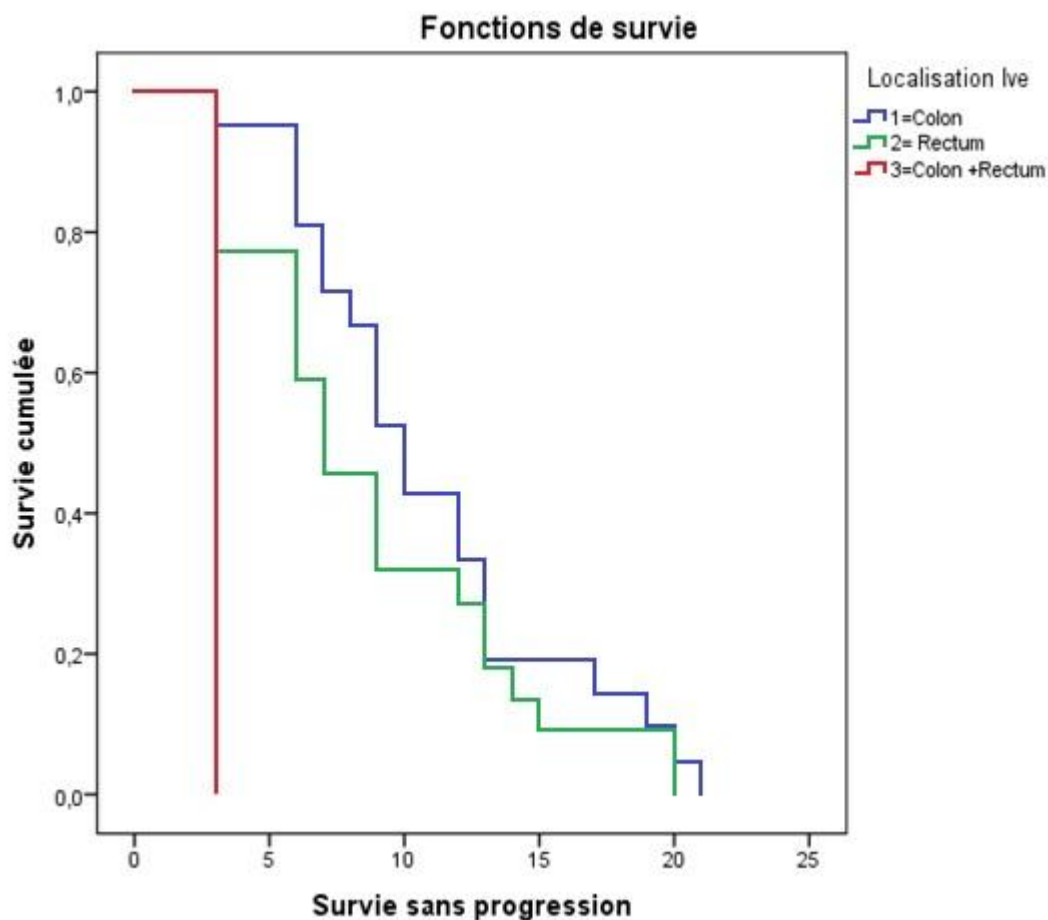 Fonctions de survie
Localisation Ive
1=Colon
2= Rectum
3=Colon +Rectum
Survie cumulée
1,0
0,8
0,6
0,4
0,2
0,0
0
5
10
15
20
25
Survie sans progression